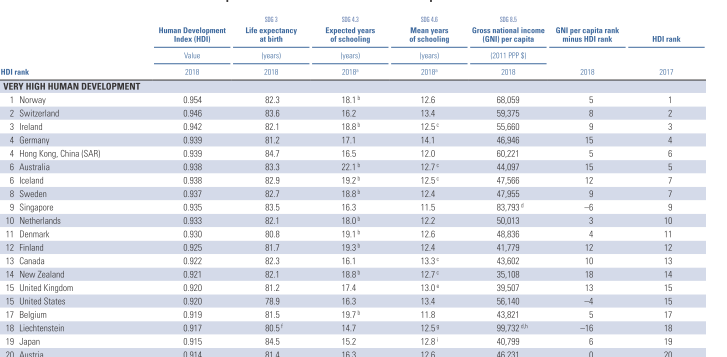 SDG 3 SDG 4.3 SDG 4.6 SDG 8.5
Human Development Index (HDI) Life expectancy at birth Expected years of schooling Mean years of schooling Gross national income (GNI) per capita GNI per capita rank minus HDI rank HDI rank
Value (years) (years) (years) (2011 PPP $)
HDI rank 2018 2018 2018ᵃ 2018ᵃ 2018 2018 2017
VERY HIGH HUMAN DEVELOPMENT
1 Norway 0.954 82.3 18.1 ᵇ 12.6 68,059 5 1
2 Switzerland 0.946 83.6 16.2 13.4 59,375 8 2
3 Ireland 0.942 82.1 18.8 ᵇ 12.5 ᶜ 55,660 9 3
4 Germany 0.939 81.2 17.1 14.1 46,946 15 4
4 Hong Kong, China (SAR) 0.939 84.7 16.5 12.0 60,221 5 6
6 Australia 0.938 83.3 22.1 ᵇ 12.7 ᶜ 44,097 15 5
6 Iceland 0.938 82.9 19.2 ᵇ 12.5 ᶜ 47,566 12 7
8 Sweden 0.937 82.7 18.8 ᵇ 12.4 47,955 9 7
9 Singapore 0.935 83.5 16.3 11.5 83,793 ᵈ –6 9
10 Netherlands 0.933 82.1 18.0 ᵇ 12.2 50,013 3 10
11 Denmark 0.930 80.8 19.1 ᵇ 12.6 48,836 4 11
12 Finland 0.925 81.7 19.3 ᵇ 12.4 41,779 12 12
13 Canada 0.922 82.3 16.1 13.3 ᶜ 43,602 10 13
14 New Zealand 0.921 82.1 18.8 ᵇ 12.7 ᶜ 35,108 18 14
15 United Kingdom 0.920 81.2 17.4 13.0 ᵉ 39,507 13 15
15 United States 0.920 78.9 16.3 13.4 56,140 –4 15
17 Belgium 0.919 81.5 19.7 ᵇ 11.8 43,821 5 17
18 Liechtenstein 0.917 80.5 ᶠ 14.7 12.5 ᵍ 99,732 ᵈ,ʰ –16 18
19 Japan 0.915 84.5 15.2 12.8 ⁱ 40,799 6 19
20 Austria 0.914 81.4 16.3 12.6 46,231 0 20